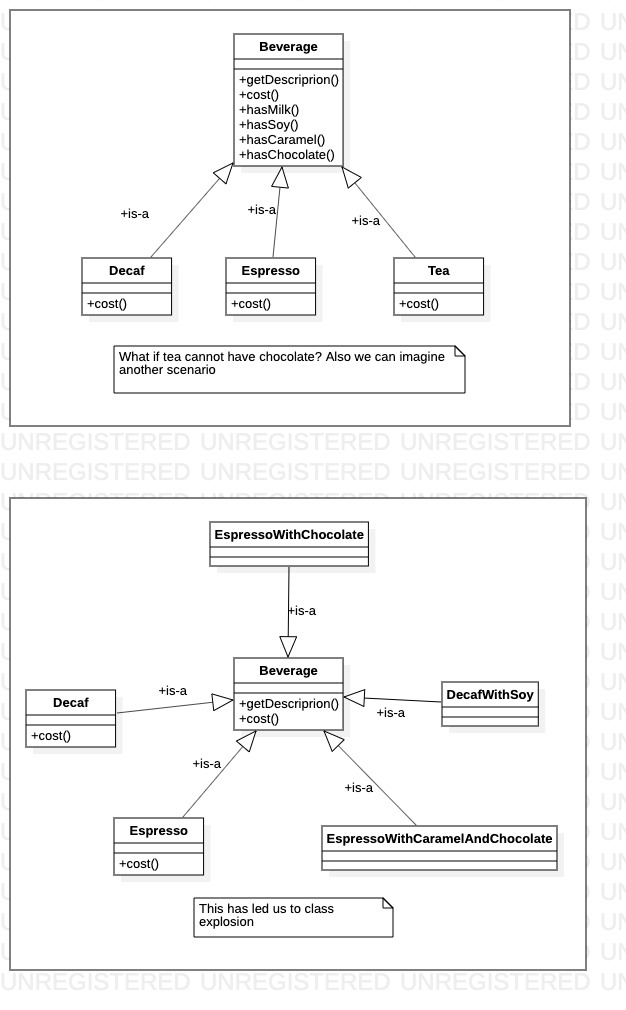 Beverage
+getDescriprion()
+cost()
+hasMilk()
+hasSoy()
+hasCaramel()
+hasChocolate()
+is-a
+is-a
+is-a
Decaf
+cost()
Espresso
+cost()
Tea
+cost()
What if tea cannot have chocolate? Also we can imagine
another scenario
UNREGISTERED UNREGISTERED UNREGISTERED UN
UNREGISTERED UNREGISTERED UNREGISTERED UN
EspressoWithChocolate
+is-a
Beverage
+getDescriprion()
+cost()
Decaf
+cost()
+is-a
DecafWithSoy
+is-a
+is-a
+is-a
Espresso
+cost()
EspressoWithCaramelAndChocolate
This has led us to class
explosion
UNREGISTERED UNREGISTERED UNREGISTERED UN